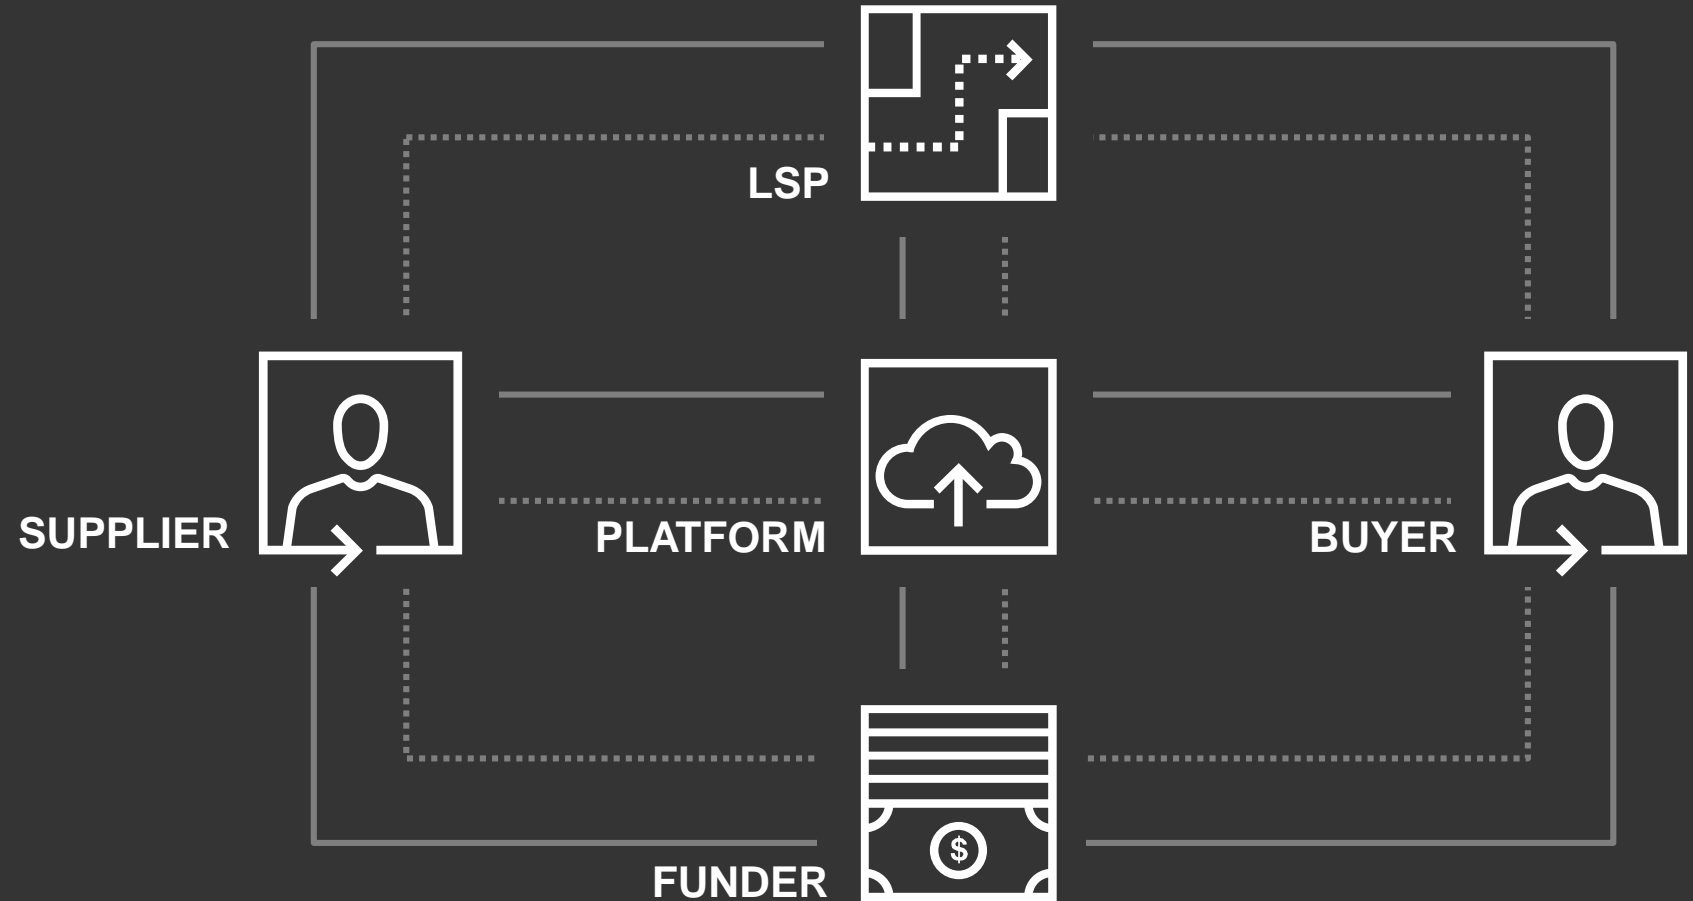 LSP
SUPPLIER
PLATFORM
BUYER
$
FUNDER